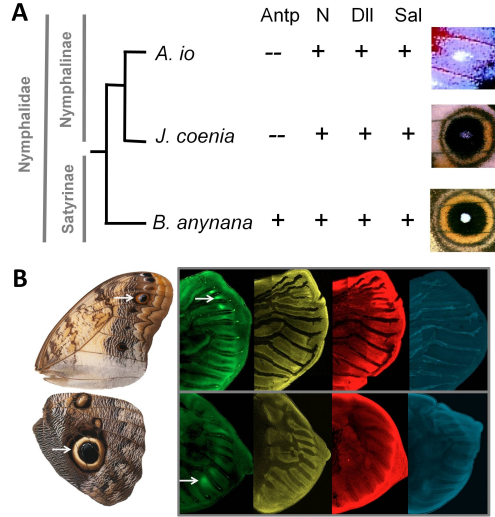 A
Antp N Dll Sal
Nymphalidae
Nymphalinae
Satyrinae
A. io -- + + +
J. coenia -- + + +
B. anynana + + + +
B